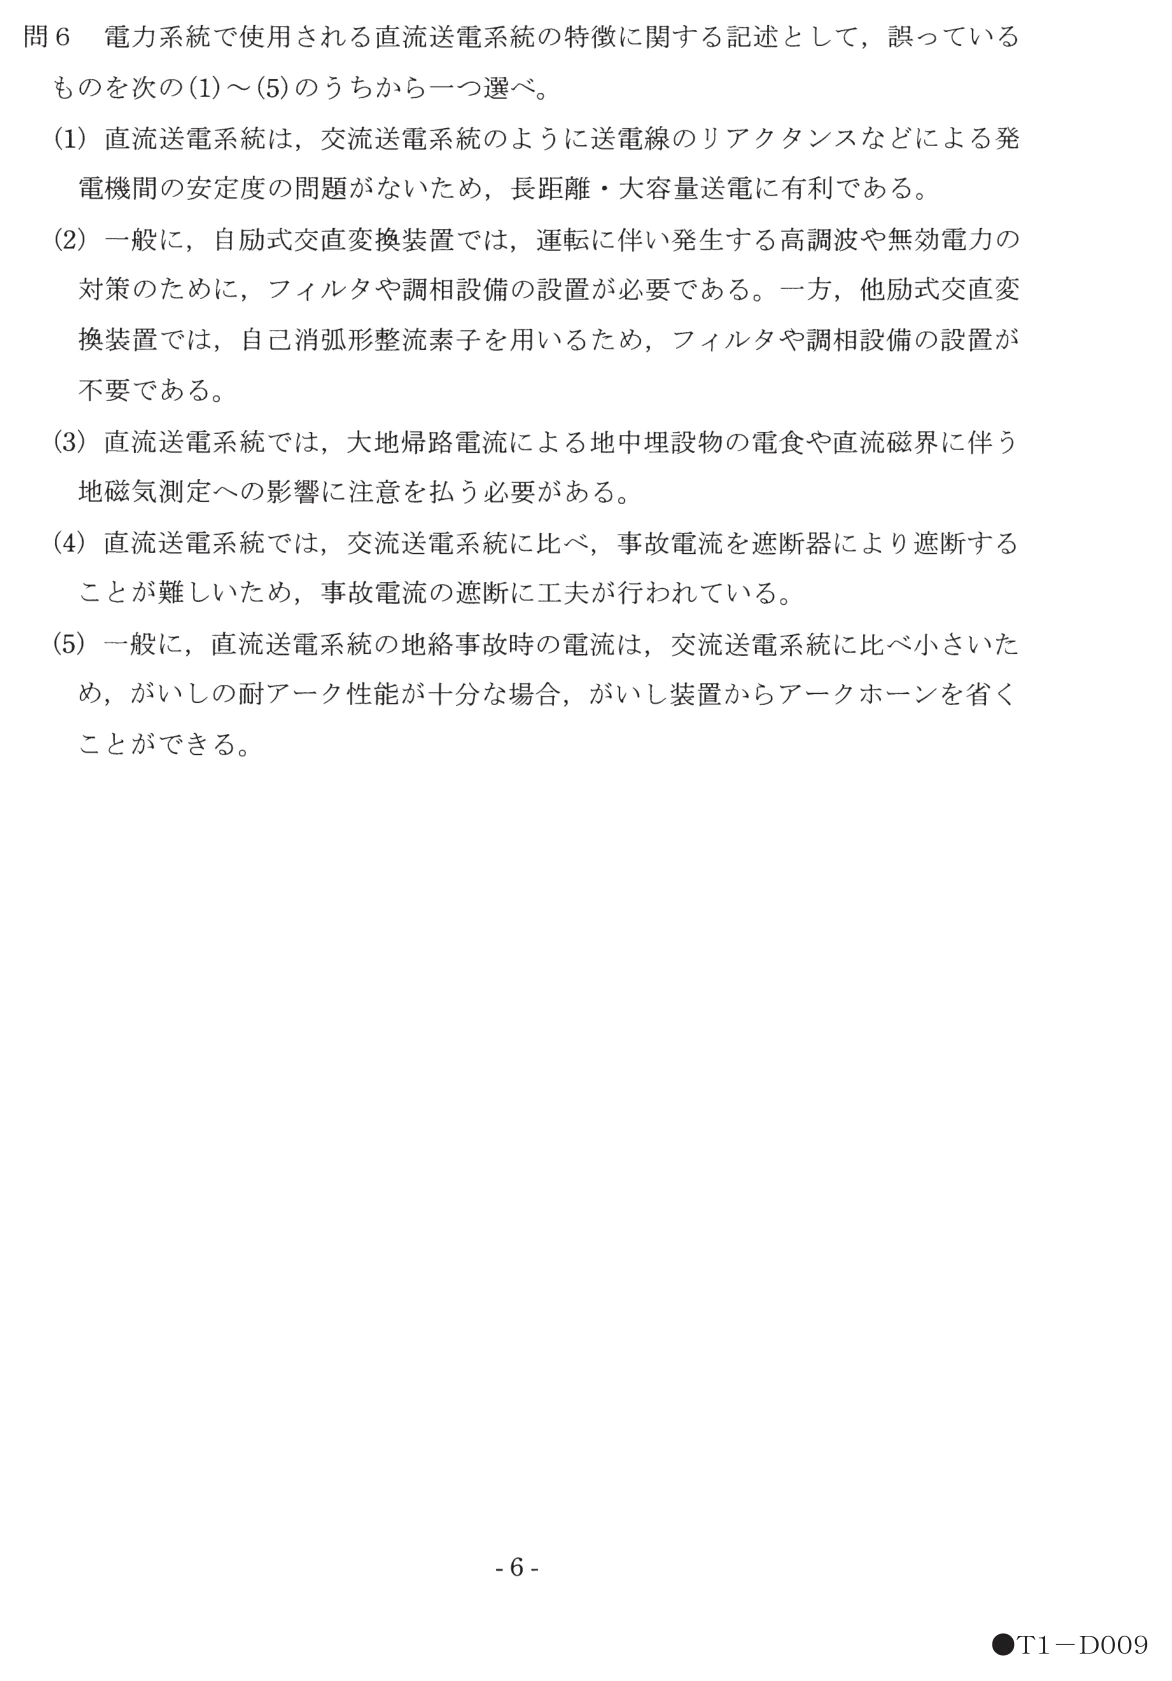 問６　電力系統で使用される直流送電系統の特徴に関する記述として，誤っている
ものを次の(1)～(5)のうちから一つ選べ。
(1) 直流送電系統は，交流送電系統のように送電線のリアクタンスなどによる発
電機間の安定度の問題がないため，長距離・大容量送電に有利である。
(2) 一般に，自励式交直変換装置では，運転に伴い発生する高調波や無効電力の
対策のために，フィルタや調相設備の設置が必要である。一方，他励式交直変
換装置では，自己消弧形整流素子を用いるため，フィルタや調相設備の設置が
不要である。
(3) 直流送電系統では，大地帰路電流による地中埋設物の電食や直流磁界に伴う
地磁気測定への影響に注意を払う必要がある。
(4) 直流送電系統では，交流送電系統に比べ，事故電流を遮断器により遮断する
ことが難しいため，事故電流の遮断に工夫が行われている。
(5) 一般に，直流送電系統の地絡事故時の電流は，交流送電系統に比べ小さいた
め，がいしの耐アーク性能が十分な場合，がいし装置からアークホーンを省く
ことができる。
- 6 -
●T1－D009